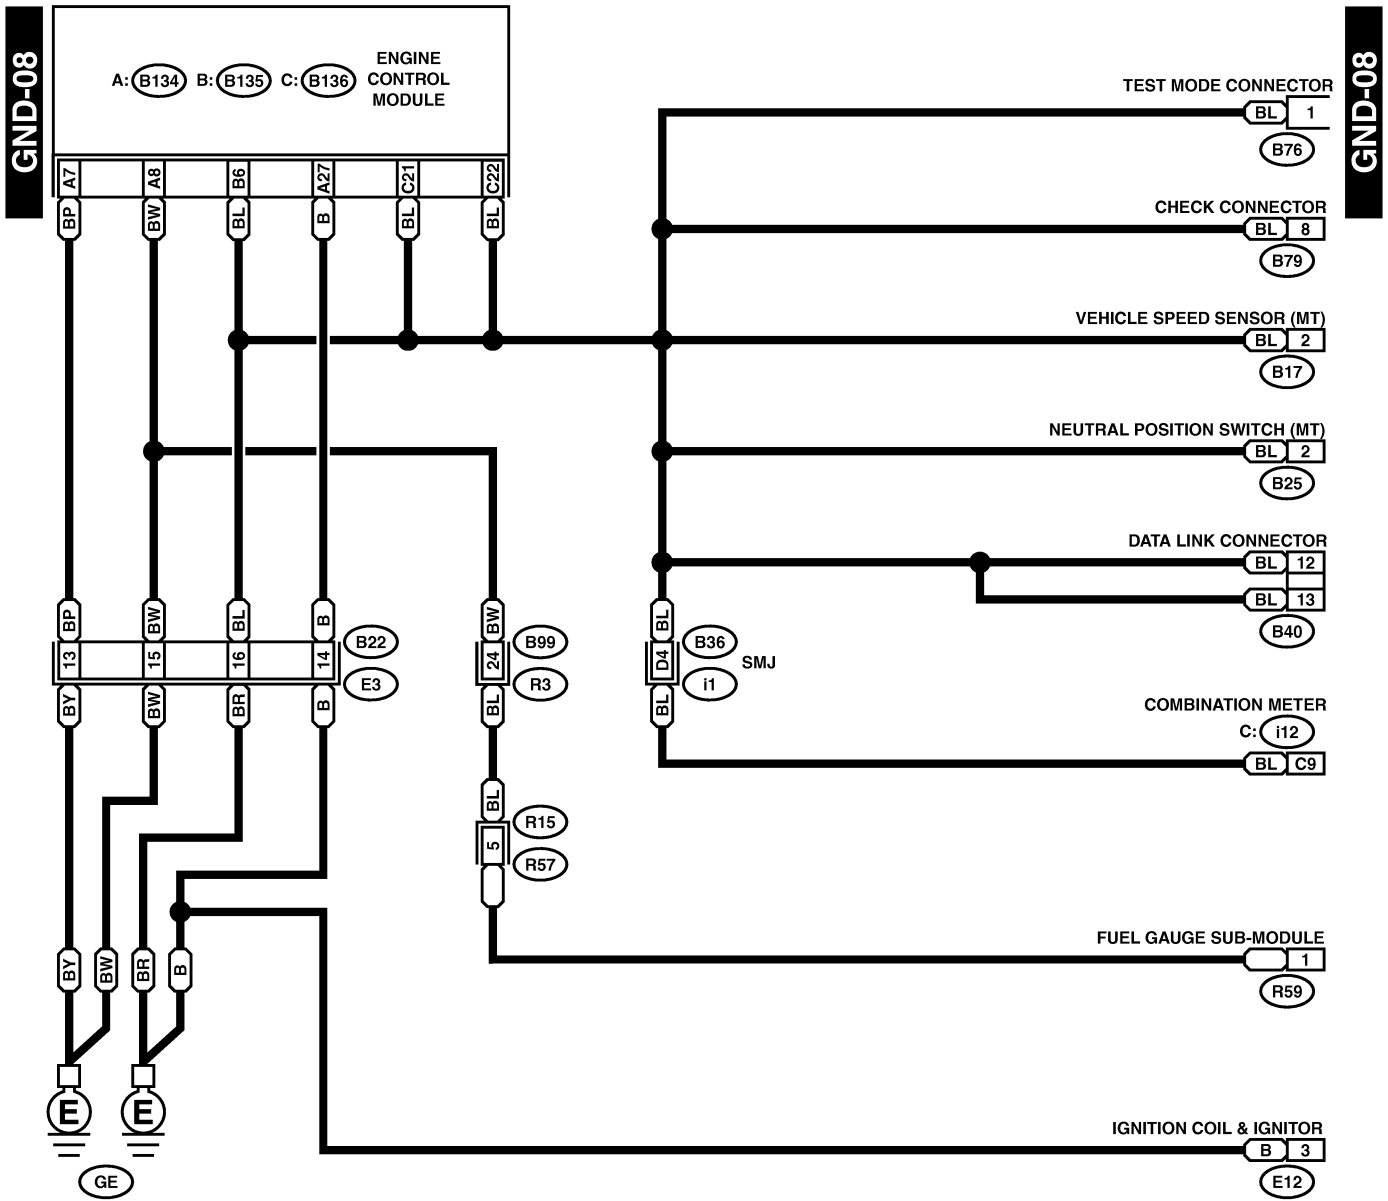 GND-08
GND-08
ENGINE
CONTROL
MODULE
A: B134 B: B135 C: B136
A7 A8 B6 A27 C21 C22
BP BW BL B BL BL
TEST MODE CONNECTOR
BL 1
B76
CHECK CONNECTOR
BL 8
B79
VEHICLE SPEED SENSOR (MT)
BL 2
B17
NEUTRAL POSITION SWITCH (MT)
BL 2
B25
DATA LINK CONNECTOR
BL 12
BL 13
B40
BP BW BL B BW BL
13 15 16 14 B22 24 B99 D4 B36
E3 R3 i1 SMJ
BY BW BR B BL BL
COMBINATION METER
C: i12
BL C9
BL
5 R15
R57
FUEL GAUGE SUB-MODULE
1
R59
BY BW BR B
E E
GE
IGNITION COIL & IGNITOR
B 3
E12